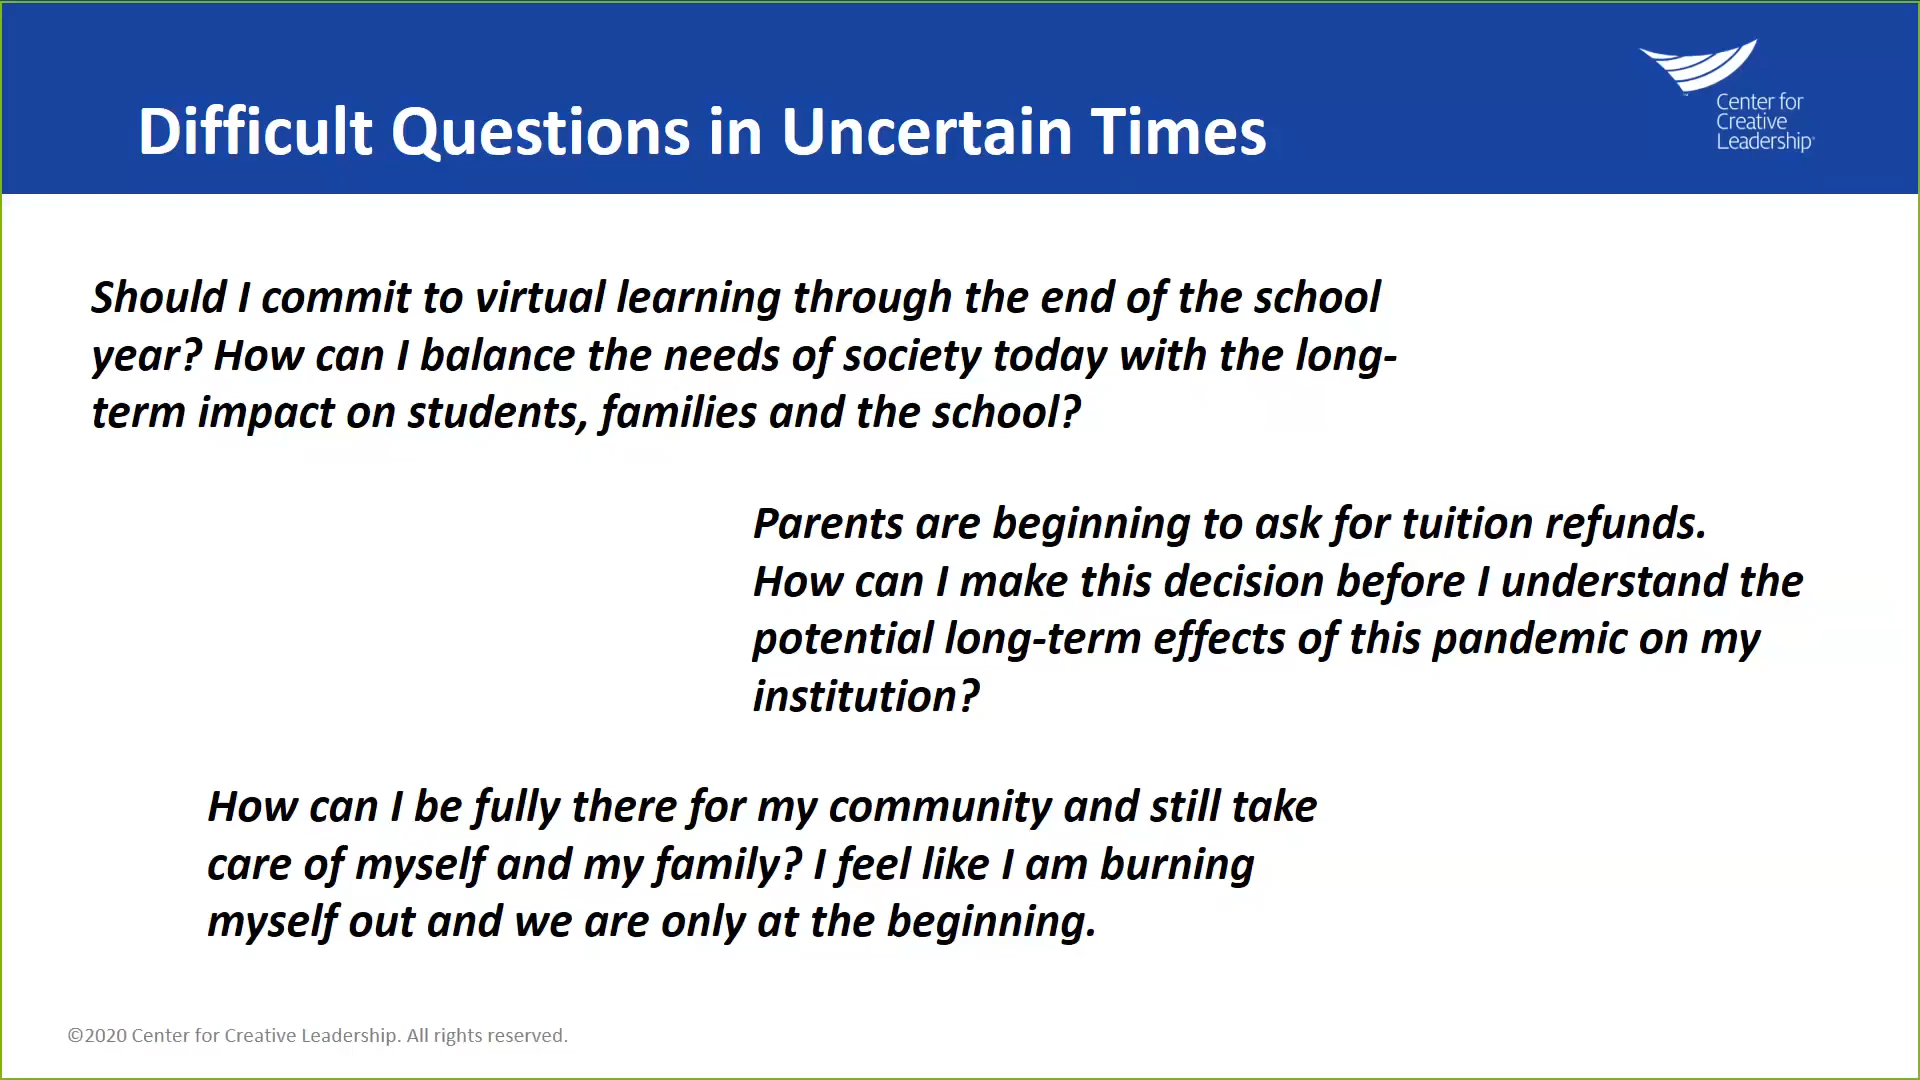 Difficult Questions in Uncertain Times
Center for
Creative
Leadership
Should I commit to virtual learning through the end of the school
year? How can I balance the needs of society today with the long-
term impact on students, families and the school?
Parents are beginning to ask for tuition refunds.
How can I make this decision before I understand the
potential long-term effects of this pandemic on my
institution?
How can I be fully there for my community and still take
care of myself and my family? I feel like I am burning
myself out and we are only at the beginning.
©2020 Center for Creative Leadership. All rights reserved.